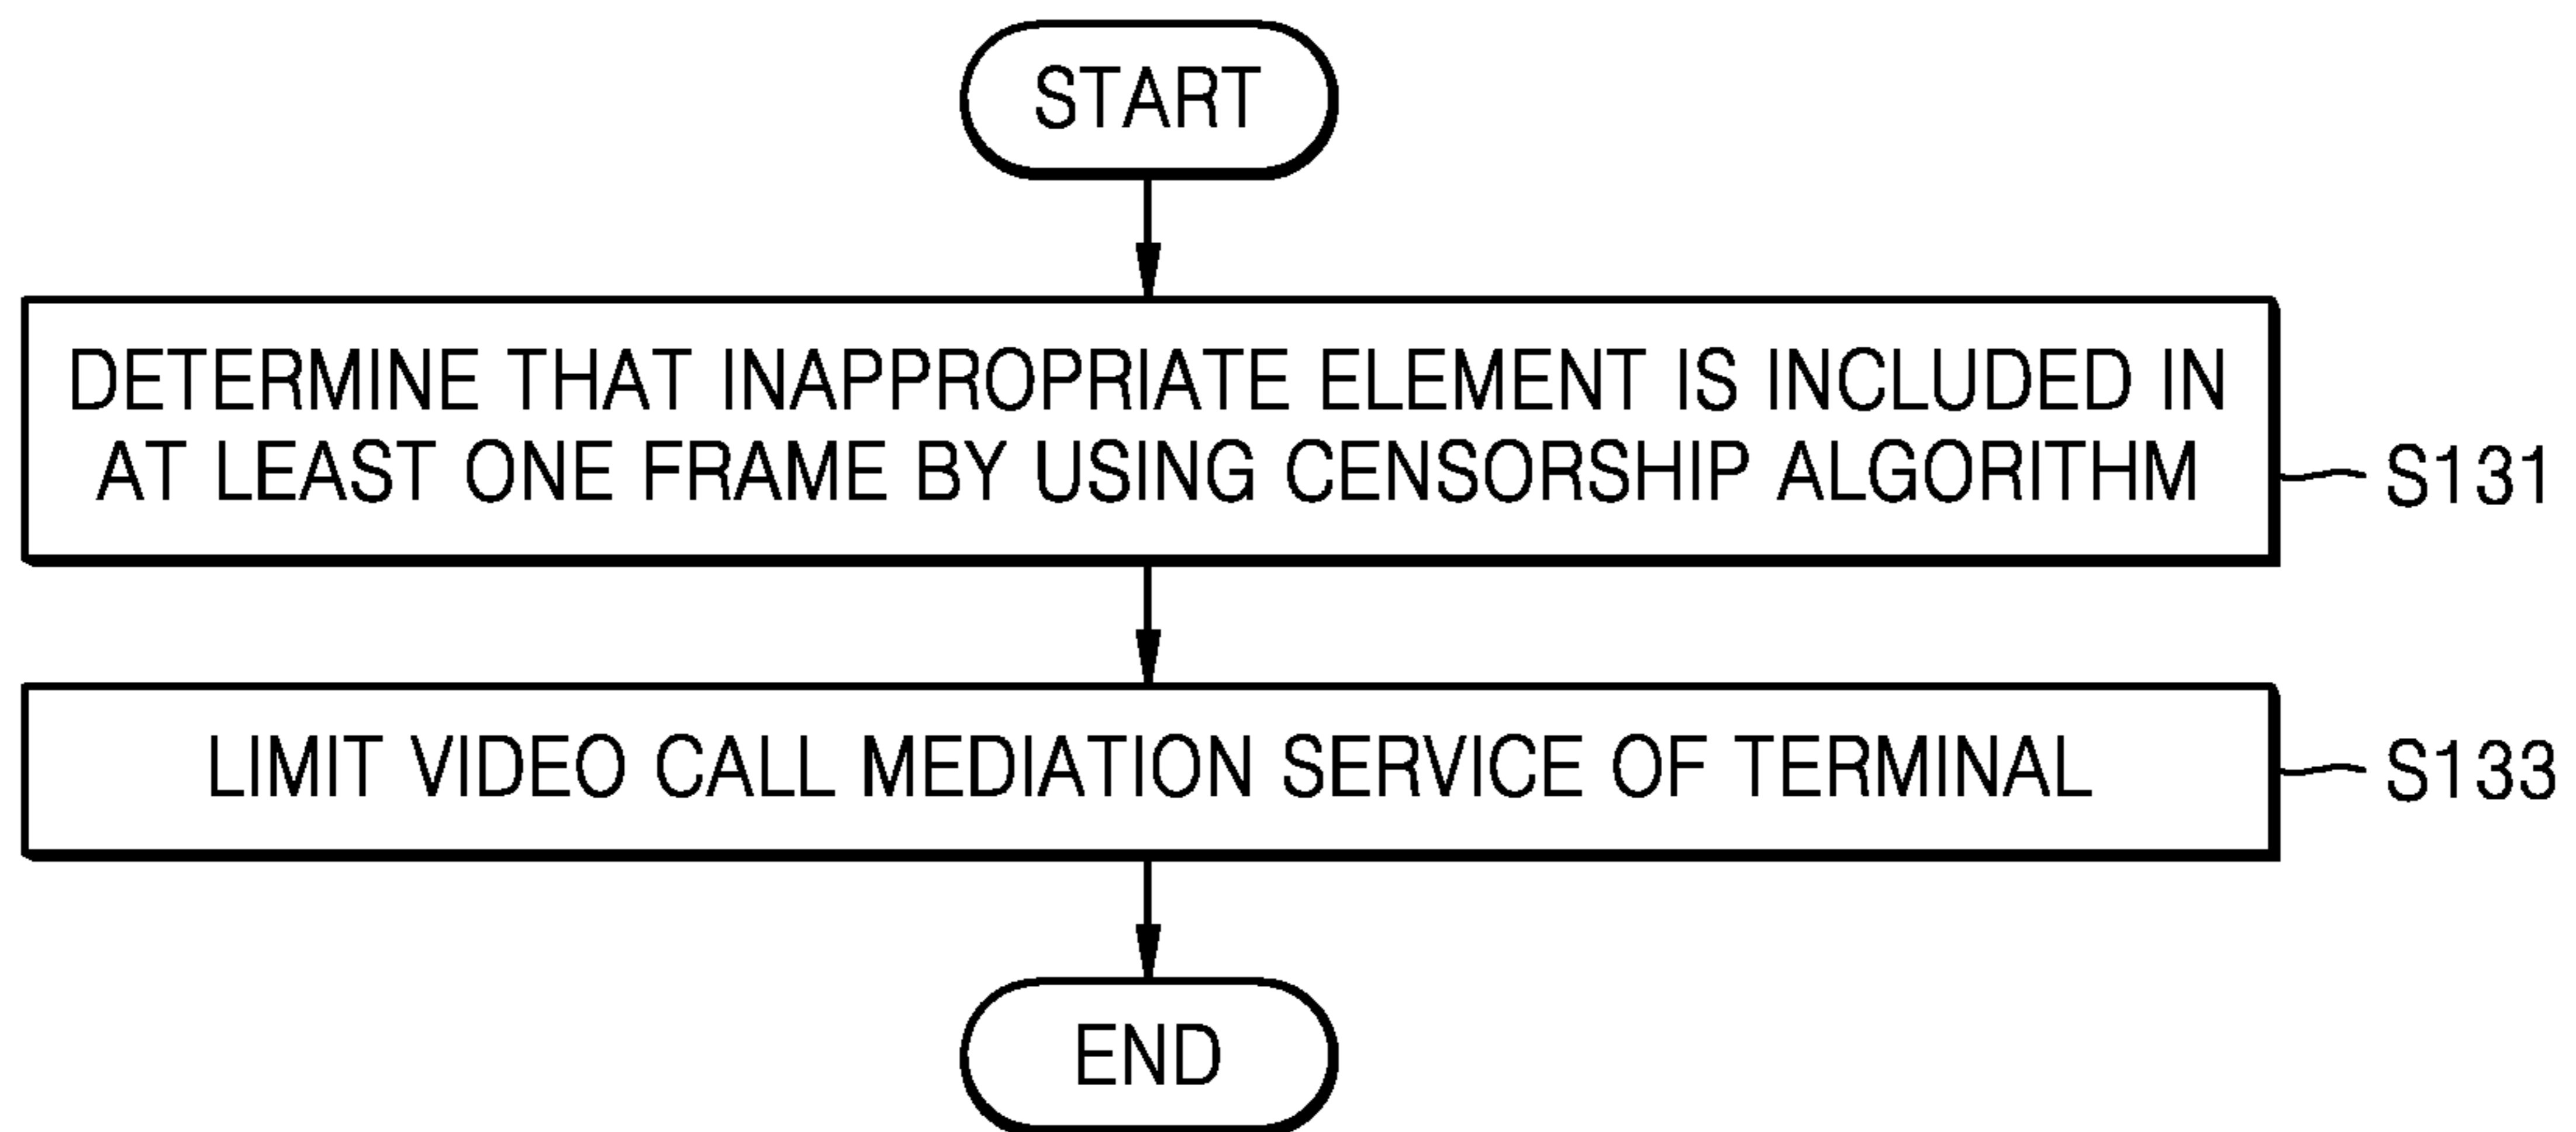 START
DETERMINE THAT INAPPROPRIATE ELEMENT IS INCLUDED IN
AT LEAST ONE FRAME BY USING CENSORSHIP ALGORITHM
S131
LIMIT VIDEO CALL MEDIATION SERVICE OF TERMINAL
S133
END